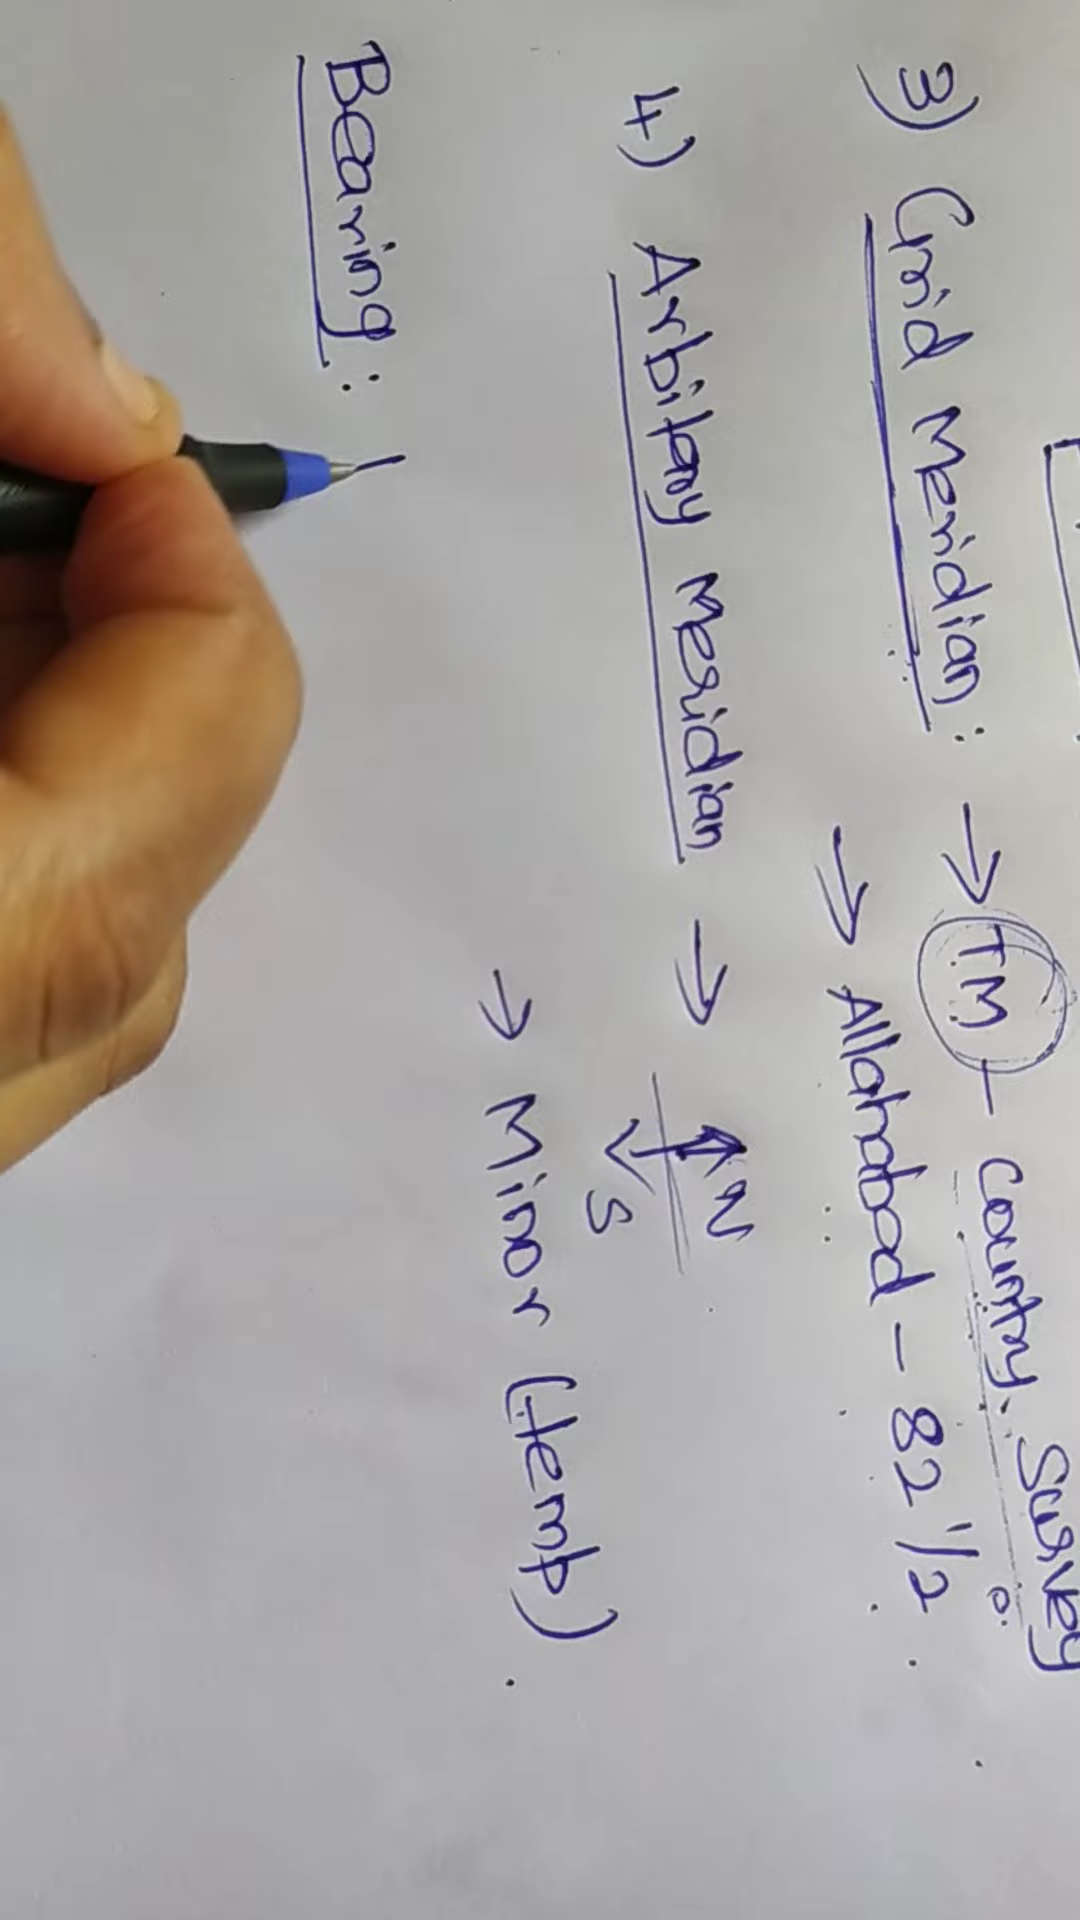 3) Grid Meridian : → T.M — Country. Survey
→ Allahabad - 82 1/2
4) Arbitary Meridian → N
S
→ Minor (temp)
Bearing :